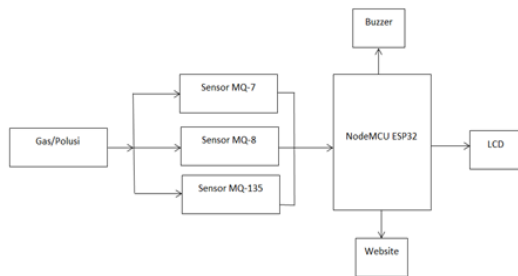 Buzzer
Sensor MQ-7
Gas/Polusi
Sensor MQ-8
NodeMCU ESP32
LCD
Sensor MQ-135
Website